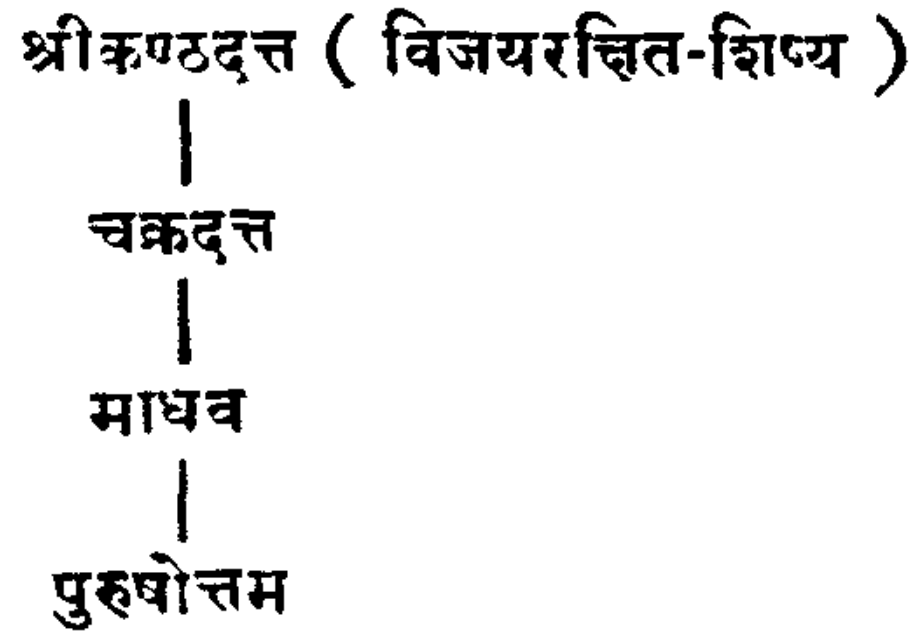 श्रीकण्ठदत्त ( विजयरक्षित-शिष्य )
चक्रदत्त
माधव
पुरुषोत्तम